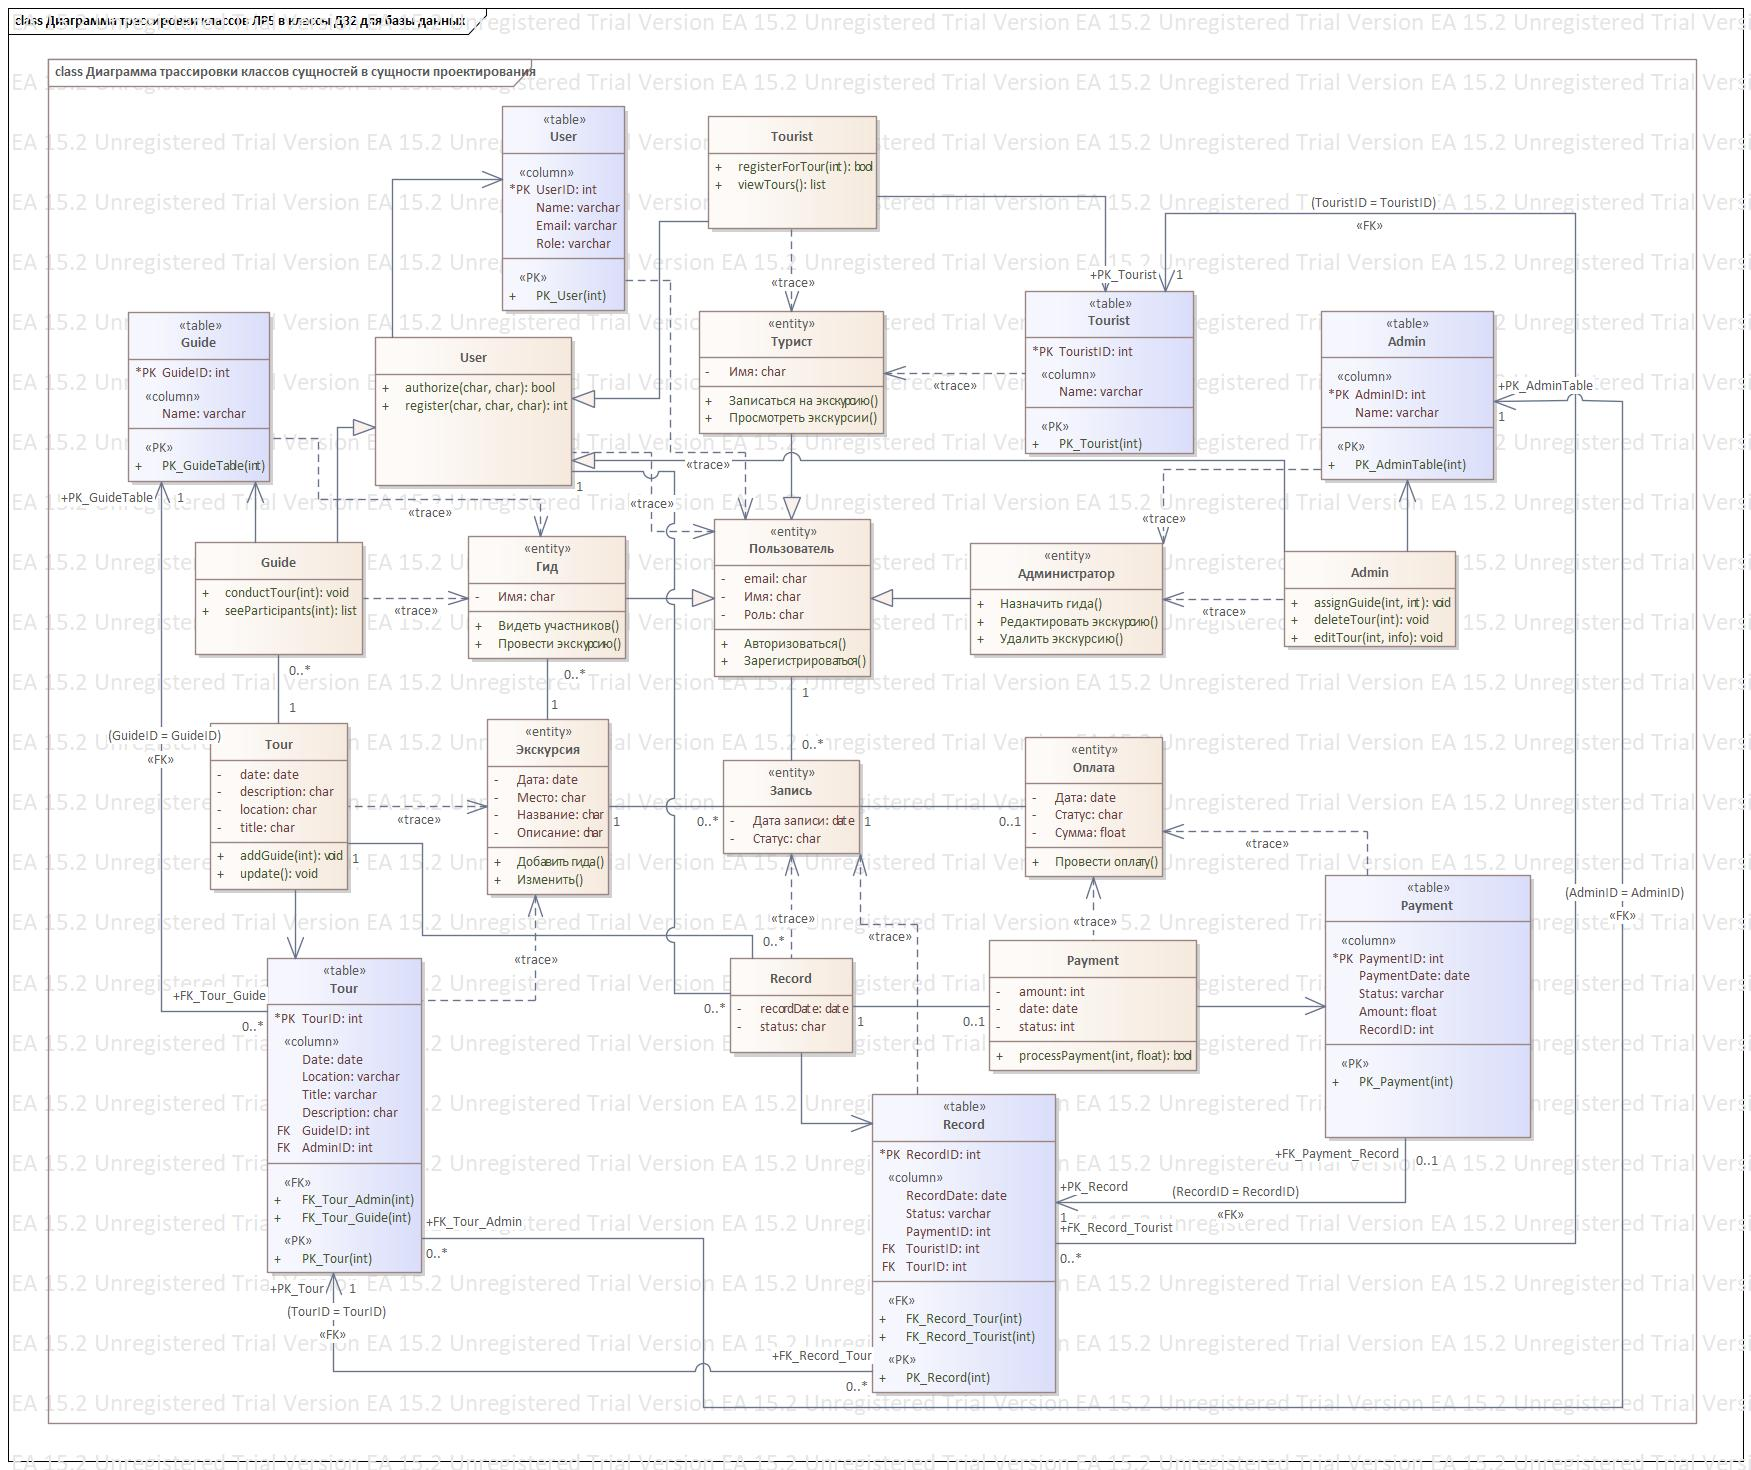 class Диаграмма трассировки классов ЛР5 в классы ДЗ2 для базы данных
class Диаграмма трассировки классов сущностей в сущности проектирования
«table»
User
«column»
*PK UserID: int
Name: varchar
Email: varchar
Role: varchar
«PK»
+ PK_User(int)
Tourist
+ registerForTour(int): bool
+ viewTours(): list
(TouristID = TouristID)
«FK»
+PK_Tourist
1
«trace»
«table»
Guide
*PK GuideID: int
«column»
Name: varchar
«PK»
+ PK_GuideTable(int)
User
+ authorize(char, char): bool
+ register(char, char, char): int
«entity»
Турист
- Имя: char
+ Записаться на экскурсию()
+ Просмотреть экскурсии()
«trace»
«table»
Tourist
*PK TouristID: int
«column»
Name: varchar
«PK»
+ PK_Tourist(int)
«table»
Admin
«column»
*PK AdminID: int
Name: varchar
«PK»
+ PK_AdminTable(int)
+PK_AdminTable
1
+PK_GuideTable
1
«trace»
1
«trace»
«trace»
«trace»
Guide
+ conductTour(int): void
+ seeParticipants(int): list
«trace»
«entity»
Гид
- Имя: char
+ Видеть участников()
+ Провести экскурсию()
«entity»
Пользователь
- email: char
- Имя: char
- Роль: char
+ Авторизоваться()
+ Зарегистрироваться()
«entity»
Администратор
+ Назначить гида()
+ Редактировать экскурсию()
+ Удалить экскурсию()
«trace»
Admin
+ assignGuide(int, int): void
+ deleteTour(int): void
+ editTour(int, info): void
0..*
1
0..*
1
1
0..*
(GuideID = GuideID)
«FK»
Tour
- date: date
- description: char
- location: char
- title: char
+ addGuide(int): void
+ update(): void
1
«trace»
«entity»
Экскурсия
- Дата: date
- Место: char
- Название: char
- Описание: char
+ Добавить гида()
+ Изменить()
1
0..*
«entity»
Запись
- Дата записи: date
- Статус: char
1
0..1
«entity»
Оплата
- Дата: date
- Статус: char
- Сумма: float
+ Провести оплату()
«trace»
«table»
Payment
«column»
*PK PaymentID: int
PaymentDate: date
Status: varchar
Amount: float
RecordID: int
«PK»
+ PK_Payment(int)
(AdminID = AdminID)
«FK»
«trace»
«trace»
«trace»
«trace»
0..*
+FK_Tour_Guide
0..*
«table»
Tour
*PK TourID: int
«column»
Date: date
Location: varchar
Title: varchar
Description: char
FK GuideID: int
FK AdminID: int
«FK»
+ FK_Tour_Admin(int)
+ FK_Tour_Guide(int)
«PK»
+ PK_Tour(int)
Record
- recordDate: date
- status: char
0..*
1
0..1
Payment
- amount: int
- date: date
- status: int
+ processPayment(int, float): bool
«table»
Record
*PK RecordID: int
«column»
RecordDate: date
Status: varchar
PaymentID: int
FK TouristID: int
FK TourID: int
«FK»
+ FK_Record_Tour(int)
+ FK_Record_Tourist(int)
«PK»
+ PK_Record(int)
+FK_Payment_Record
0..1
+PK_Record
(RecordID = RecordID)
1
«FK»
+FK_Record_Tourist
0..*
+FK_Tour_Admin
0..*
+PK_Tour
1
(TourID = TourID)
«FK»
+FK_Record_Tour
0..*
EA 15.2 Unregistered Trial Version